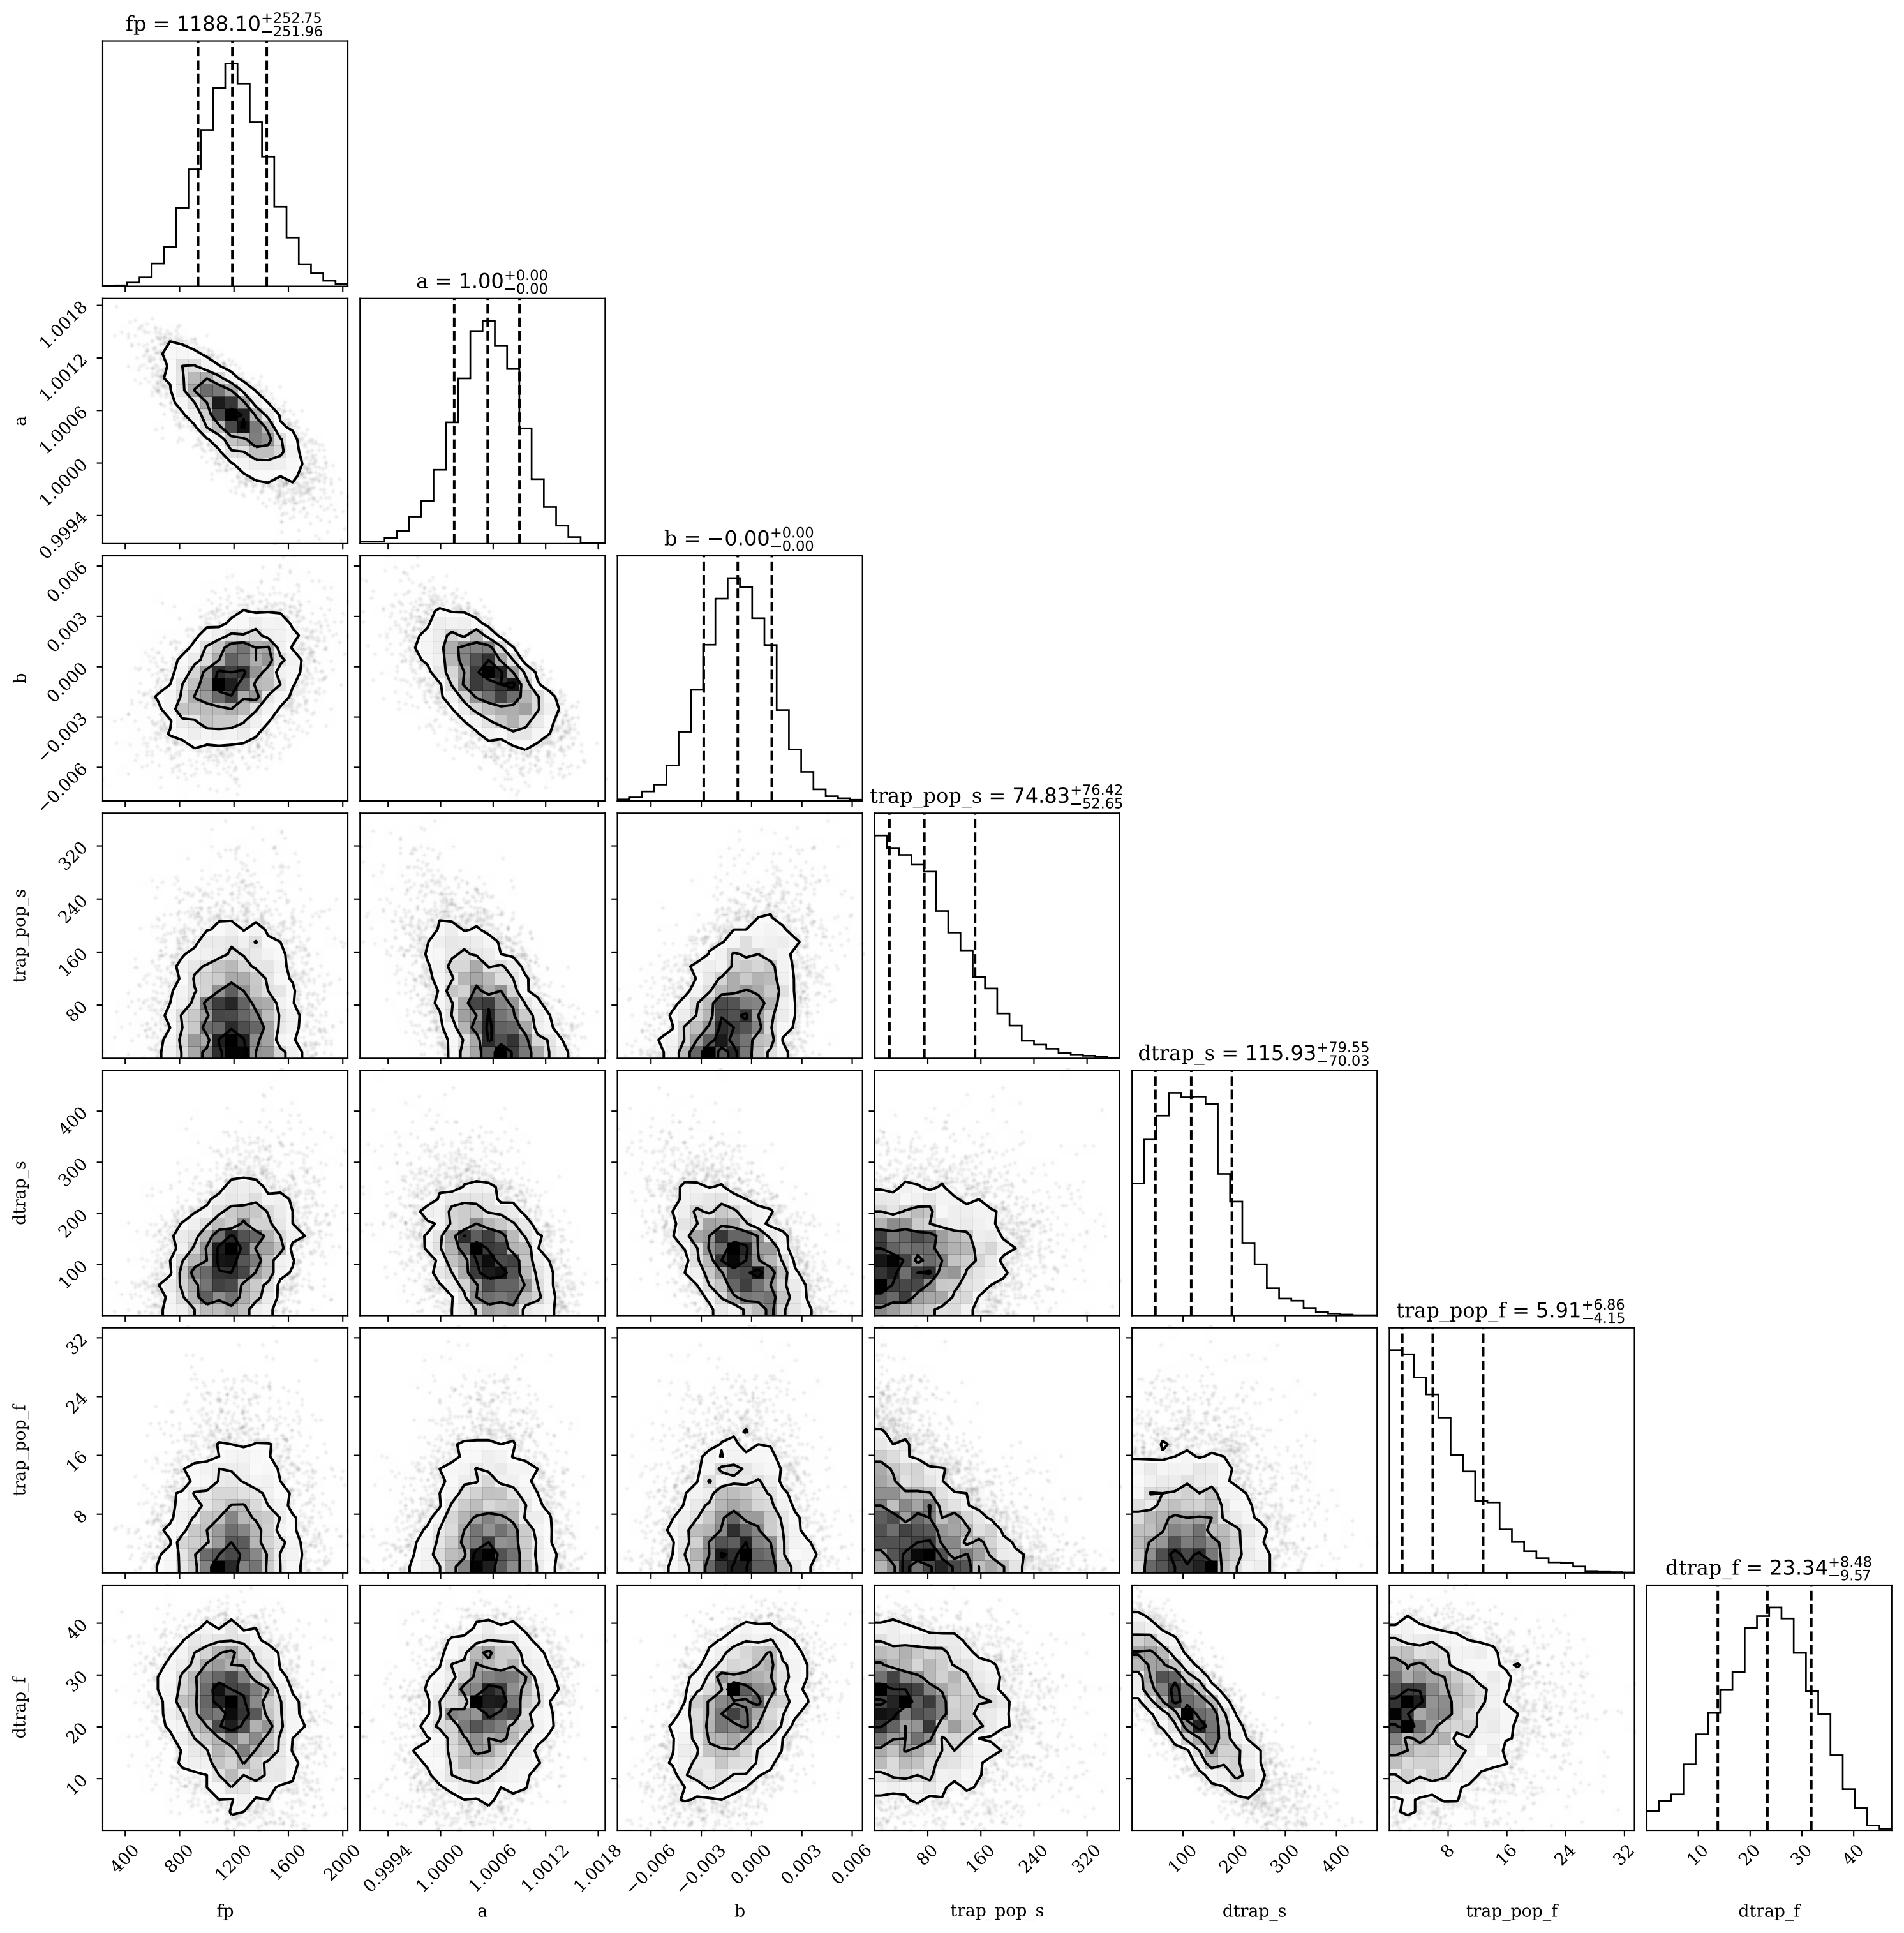 fp = 1188.10+252.75−251.96
a = 1.00+0.00−0.00
1.0018
1.0012
1.0006
1.0000
0.9994
a
b = −0.00+0.00−0.00
0.006
0.003
0.000
−0.003
−0.006
b
trap_pop_s = 74.83+76.42−52.65
320
240
160
80
trap_pop_s
dtrap_s = 115.93+79.55−70.03
400
300
200
100
dtrap_s
trap_pop_f = 5.91+6.86−4.15
32
24
16
8
trap_pop_f
dtrap_f = 23.34+8.48−9.57
40
30
20
10
dtrap_f
400 800 1200 1600 2000 0.9994 1.0000 1.0006 1.0012 1.0018 −0.006 −0.003 0.000 0.003 0.006 80 160 240 320 100 200 300 400 8 16 24 32 10 20 30 40
fp a b trap_pop_s dtrap_s trap_pop_f dtrap_f